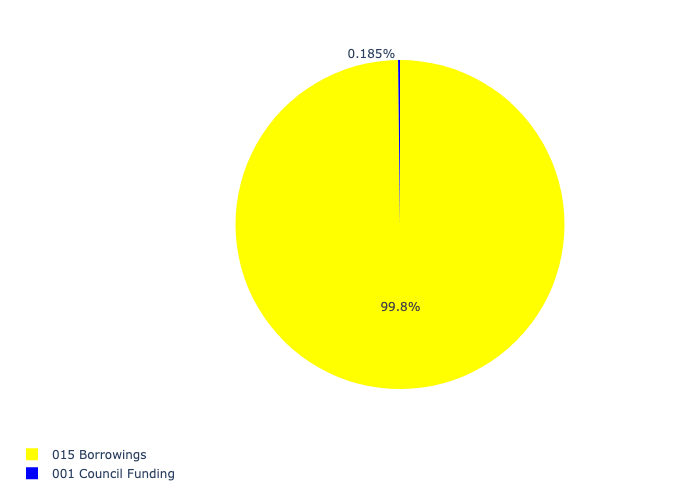 0.185%
99.8%
015 Borrowings
001 Council Funding